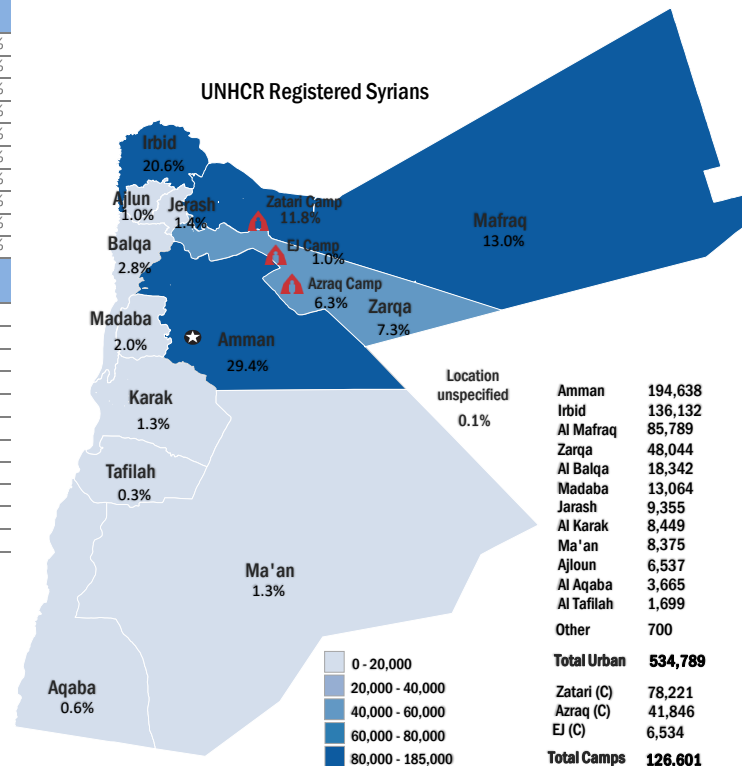 UNHCR Registered Syrians
Irbid
20.6%
Ajlun
1.0%
Jerash
1.4%
Zatari Camp
11.8%
Mafraq
13.0%
Balqa
2.8%
EJ Camp
1.0%
Azraq Camp
6.3%
Zarqa
7.3%
Madaba
2.0%
Amman
29.4%
Location
unspecified
0.1%
Karak
1.3%
Tafilah
0.3%
Ma'an
1.3%
Aqaba
0.6%
0 - 20,000
20,000 - 40,000
40,000 - 60,000
60,000 - 80,000
80,000 - 185,000
Amman 194,638
Irbid 136,132
Al Mafraq 85,789
Zarqa 48,044
Al Balqa 18,342
Madaba 13,064
Jarash 9,355
Al Karak 8,449
Ma'an 8,375
Ajloun 6,537
Al Aqaba 3,665
Al Tafilah 1,699
Other 700
Total Urban 534,789
Zatari (C) 78,221
Azraq (C) 41,846
EJ (C) 6,534
Total Camps 126,601